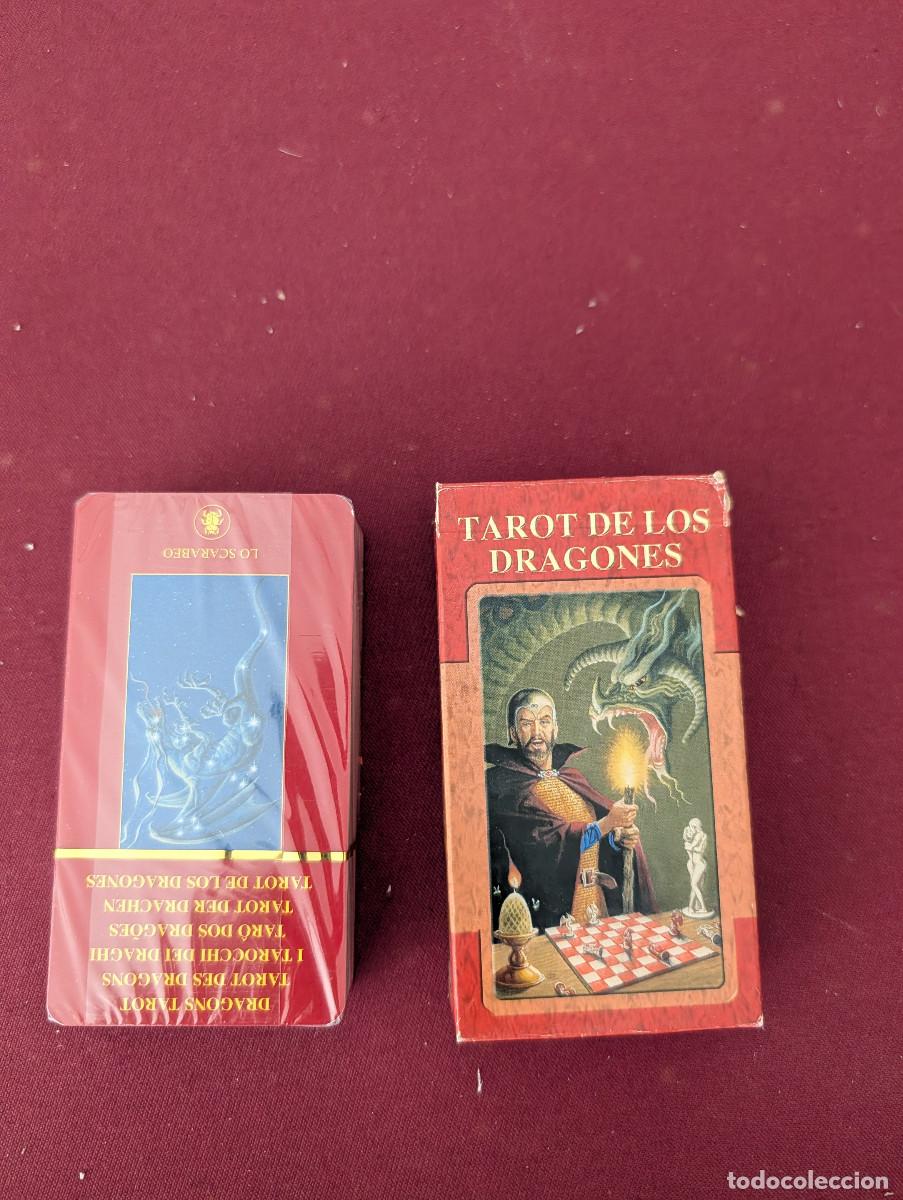 LO SCARABEO
TAROT DE LOS DRAGONES
TAROT DER DRACHEN
TARÔ DOS DRAGÕES
I TAROCCHI DEI DRAGHI
TAROT DES DRAGONS
DRAGONS TAROT
TAROT DE LOS
DRAGONES
todocoleccion